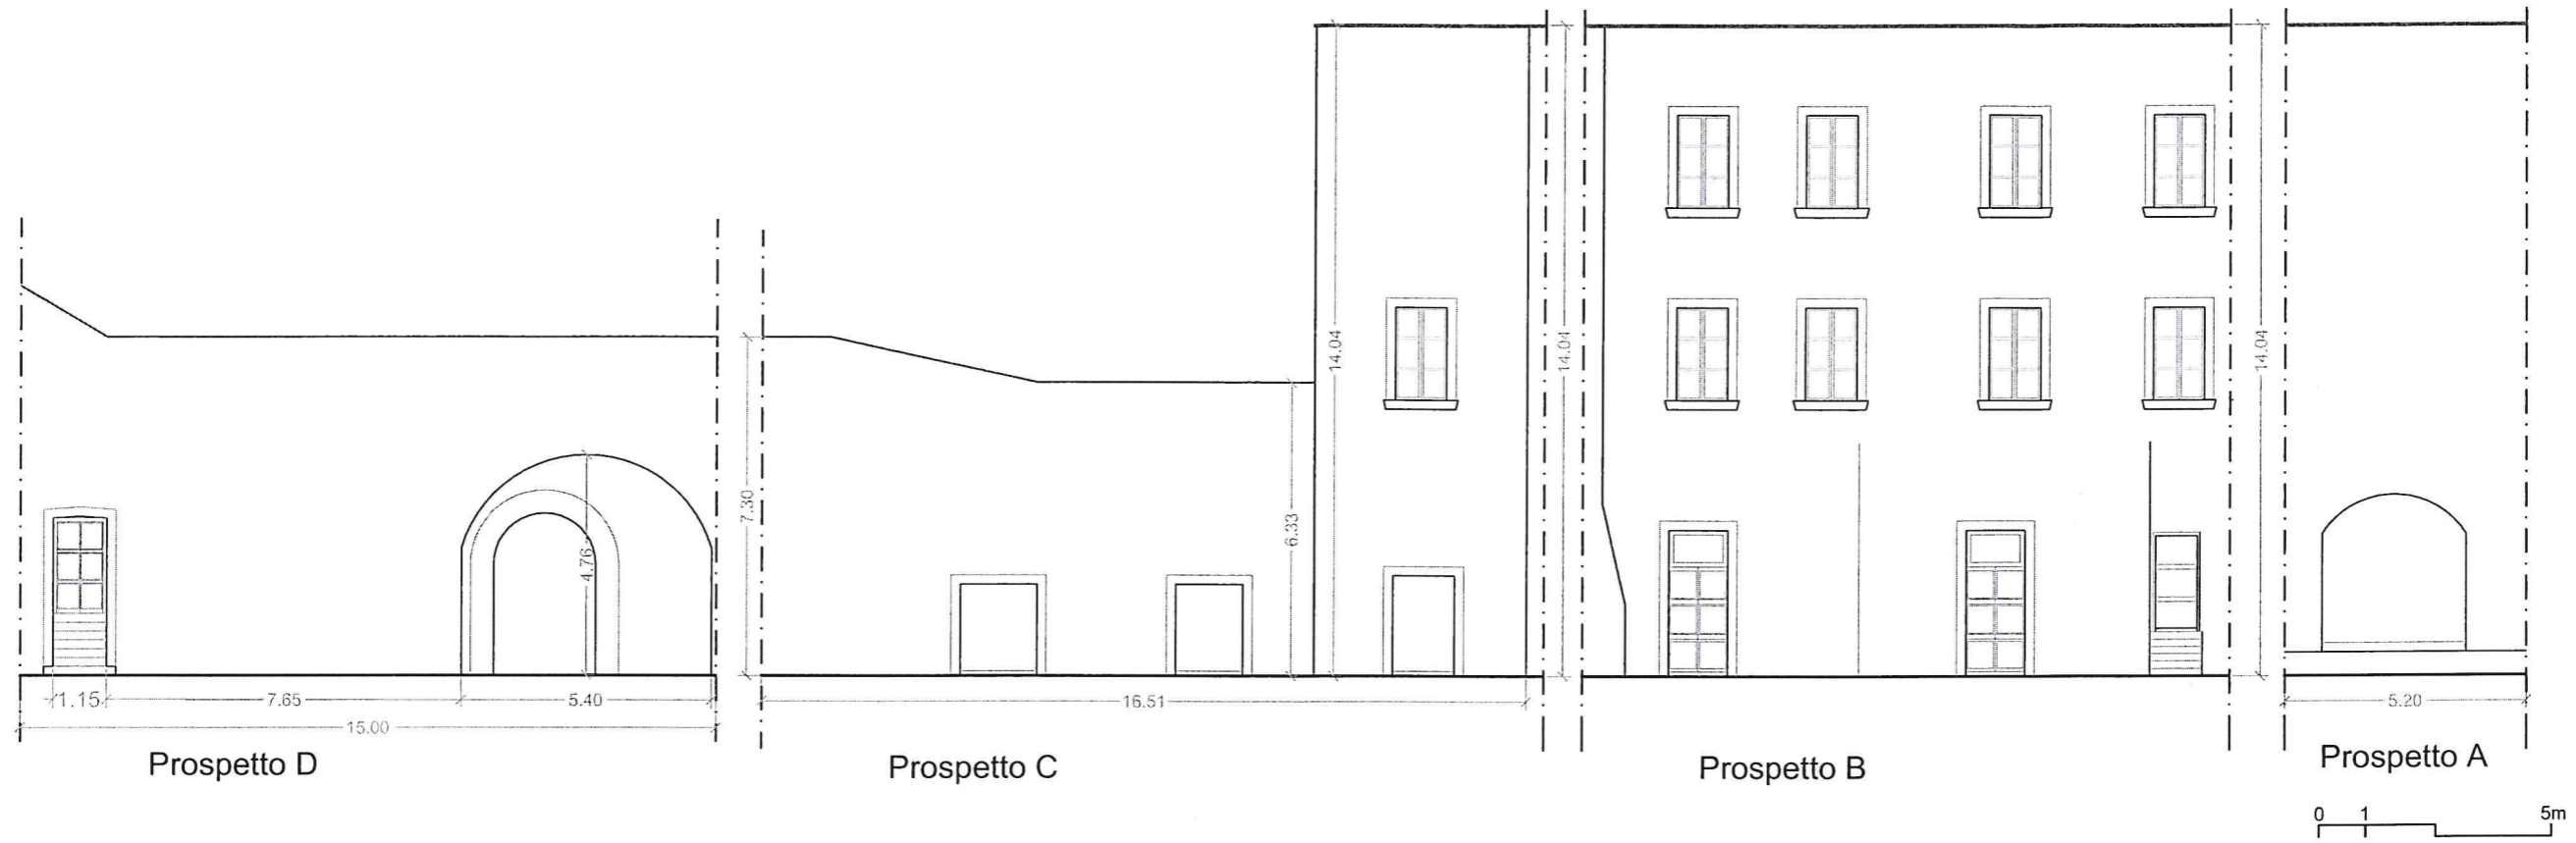 14.04
14.04
14.04
7.30
6.33
4.76
1.15
7.65
5.40
15.00
16.51
5.20
Prospetto D
Prospetto C
Prospetto B
Prospetto A
0 1 5m